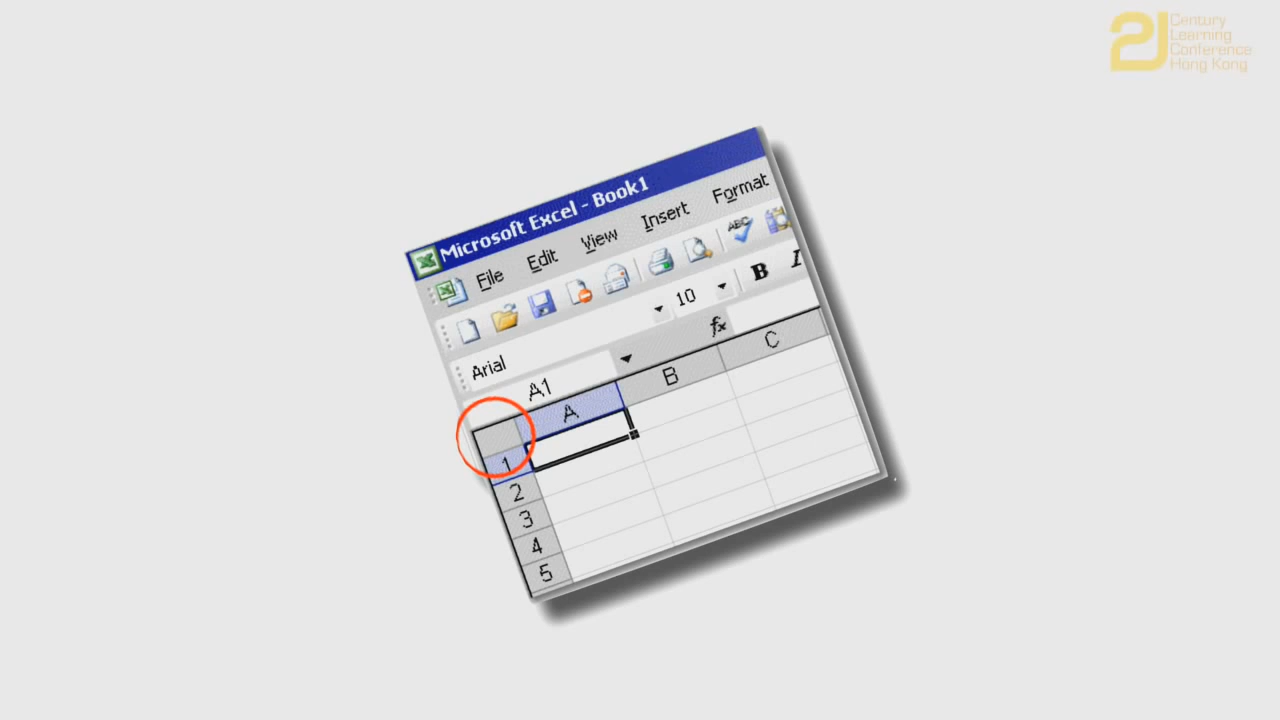 21
Century
Learning
Conference
Hong Kong
Microsoft Excel - Book1
File Edit View Insert Format
ABC
Arial 10 B I
A1 fx
A B C
1
2
3
4
5